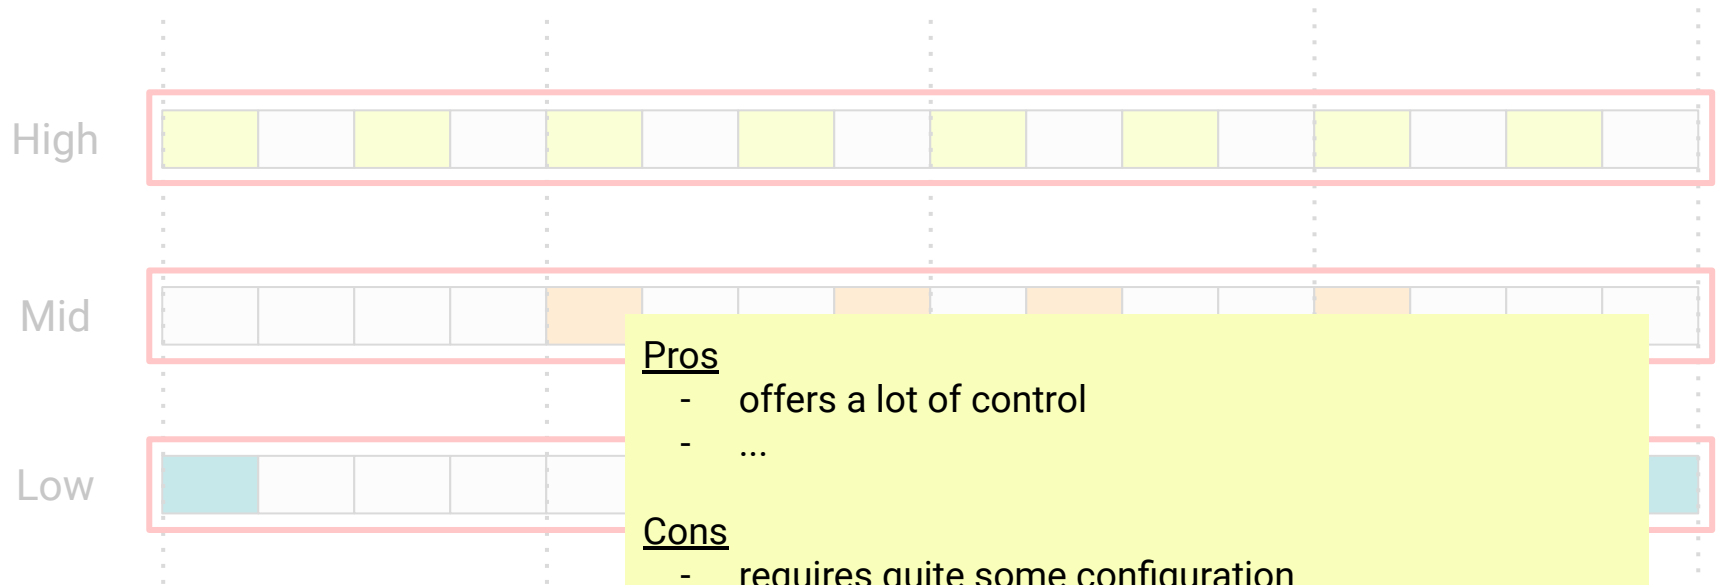 High
Mid
Low
Pros
- offers a lot of control
- ...
Cons
- requires quite some configuration